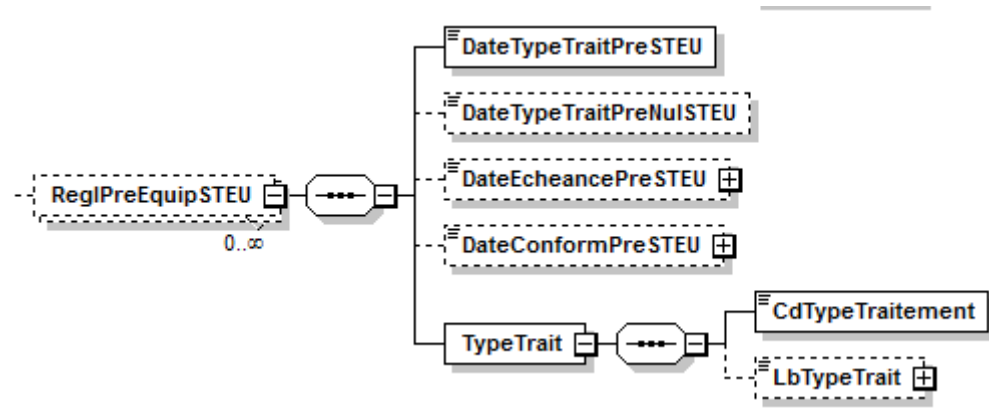 DateTypeTraitPreSTEU
DateTypeTraitPreNulSTEU
DateEcheancePreSTEU
ReglPreEquipSTEU
0..∞
DateConformPreSTEU
CdTypeTraitement
TypeTrait
LbTypeTrait